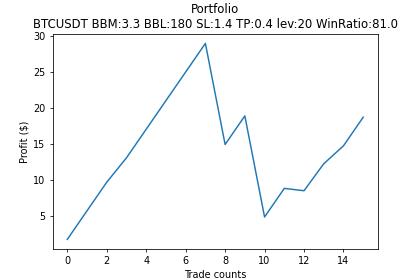 Portfolio
BTCUSDT BBM:3.3 BBL:180 SL:1.4 TP:0.4 lev:20 WinRatio:81.0
30
25
20
15
10
5
Profit ($)
0 2 4 6 8 10 12 14
Trade counts